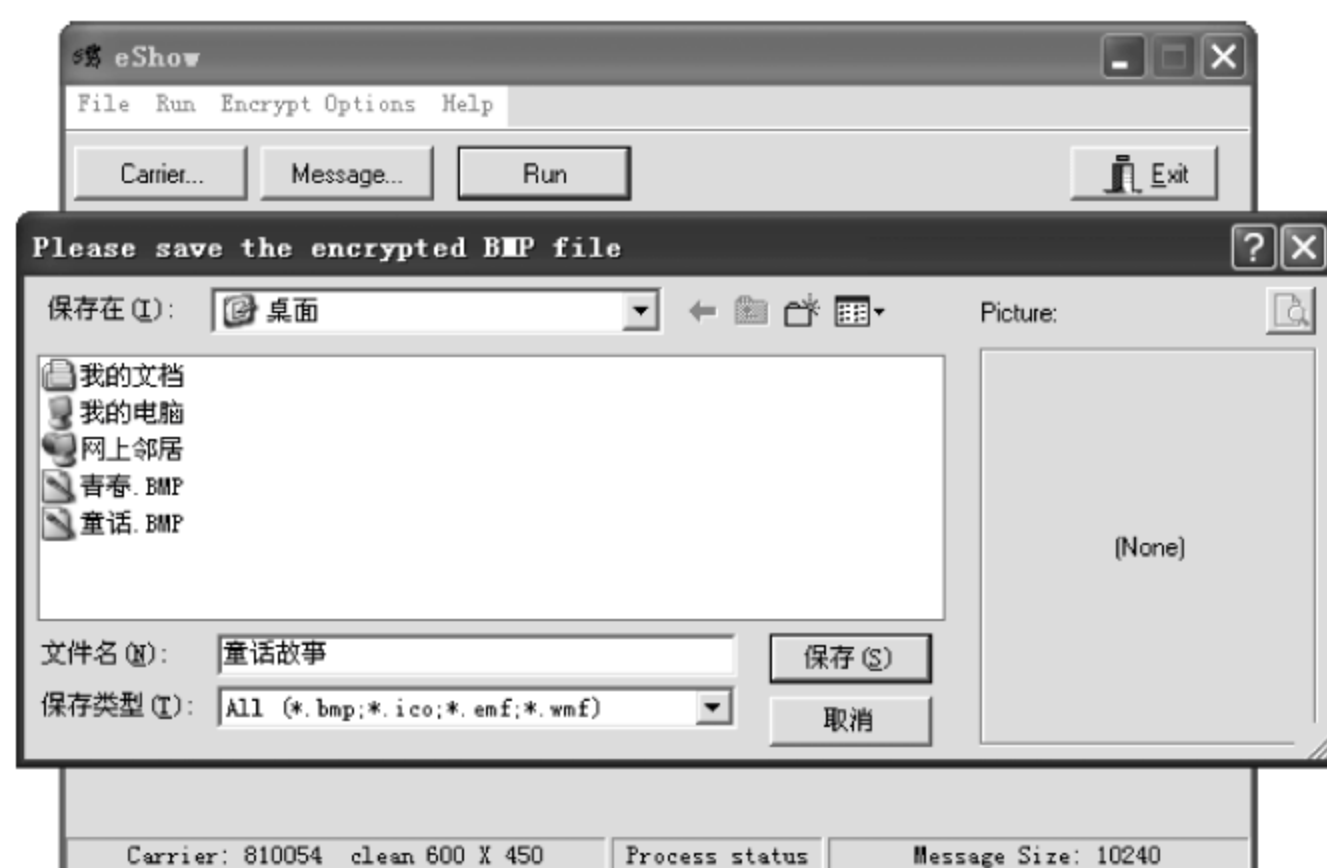 eShow
File Run Encrypt Options Help
Carrier... Message... Run Exit
Please save the encrypted BMP file
保存在(I): 桌面 Picture:
我的文档
我的电脑
网上邻居
青春.BMP
童话.BMP
(None)
文件名(N): 童话故事 保存(S)
保存类型(T): All (*.bmp;*.ico;*.emf;*.wmf) 取消
Carrier: 810054 clean 600 X 450 Process status Message Size: 10240